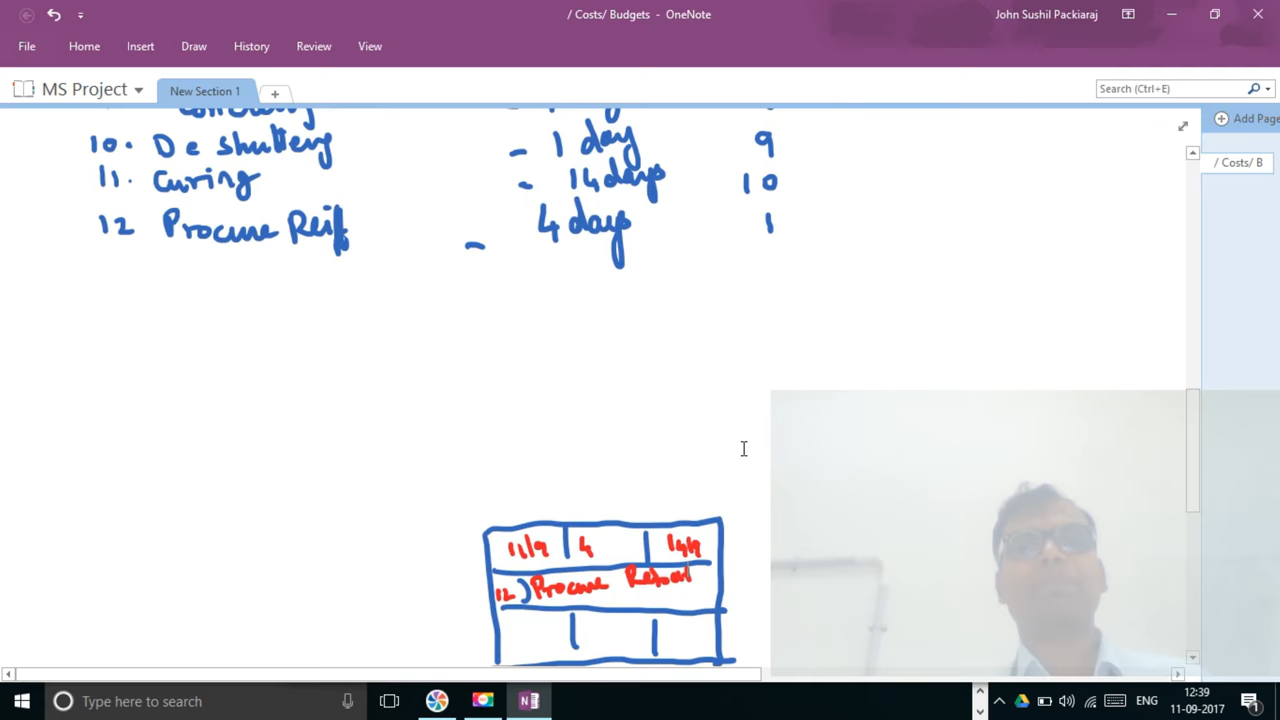 / Costs/ Budgets - OneNote
John Sushil Packiaraj
File Home Insert Draw History Review View
MS Project
New Section 1
Search (Ctrl+E)
Add Page
/ Costs/ B
10. De shuttering - 1 day 9
11. Curing - 14 days 10
12 Procure Reif - 4 days 1
11/9 4 14/9
12) Procure
Type here to search
ENG
12:39
11-09-2017